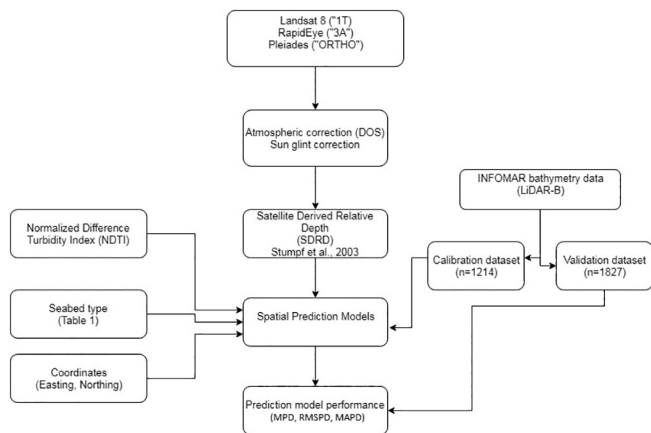 Landsat 8 ("1T")
RapidEye ("3A")
Pleiades ("ORTHO")
Atmospheric correction (DOS)
Sun glint correction
INFOMAR bathymetry data
(LiDAR-B)
Normalized Difference
Turbidity Index (NDTI)
Satellite Derived Relative
Depth
(SDRD)
Stumpf et al., 2003
Calibration dataset
(n=1214)
Validation dataset
(n=1827)
Seabed type
(Table 1)
Spatial Prediction Models
Coordinates
(Easting, Northing)
Prediction model performance
(MPD, RMSPD, MAPD)